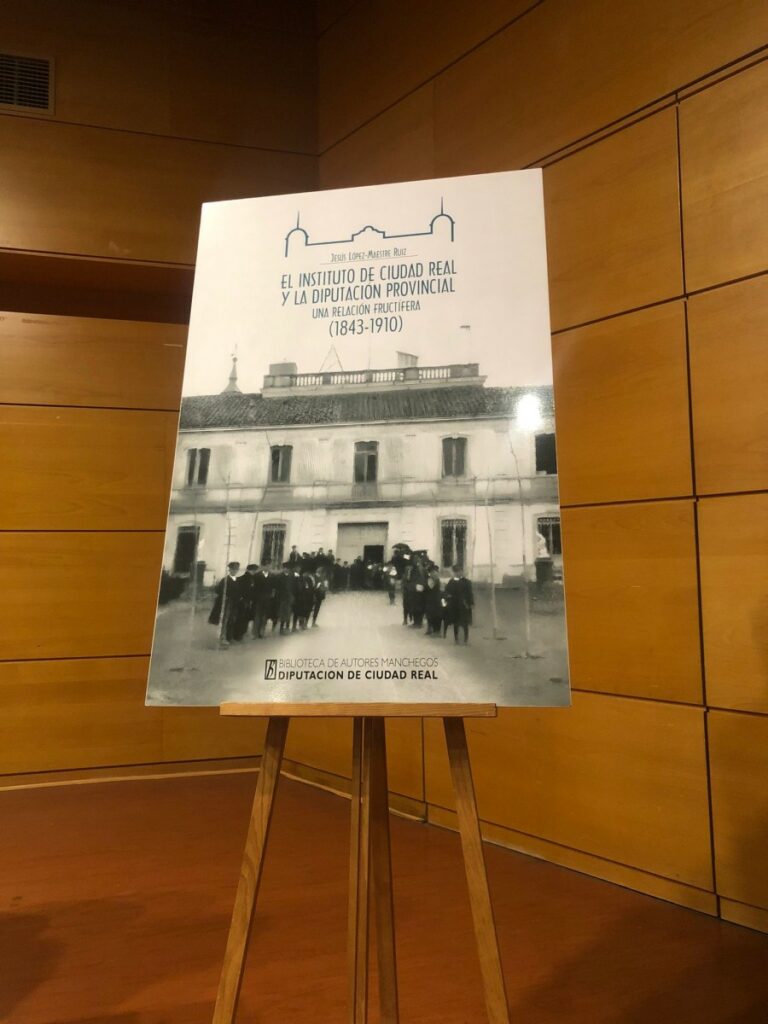 Jesús López-Maestre Ruiz
EL INSTITUTO DE CIUDAD REAL
Y LA DIPUTACIÓN PROVINCIAL
UNA RELACIÓN FRUCTÍFERA
(1843-1910)
BIBLIOTECA DE AUTORES MANCHEGOS
DIPUTACIÓN DE CIUDAD REAL